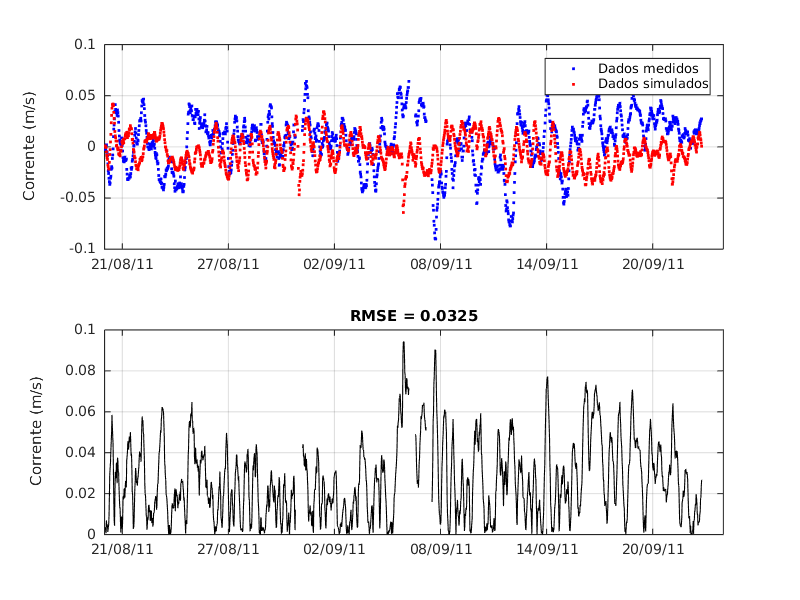 0.1
0.05
0
-0.05
-0.1
Corrente (m/s)
Dados medidos
Dados simulados
21/08/11 27/08/11 02/09/11 08/09/11 14/09/11 20/09/11
RMSE = 0.0325
0.1
0.08
0.06
0.04
0.02
0
Corrente (m/s)
21/08/11 27/08/11 02/09/11 08/09/11 14/09/11 20/09/11